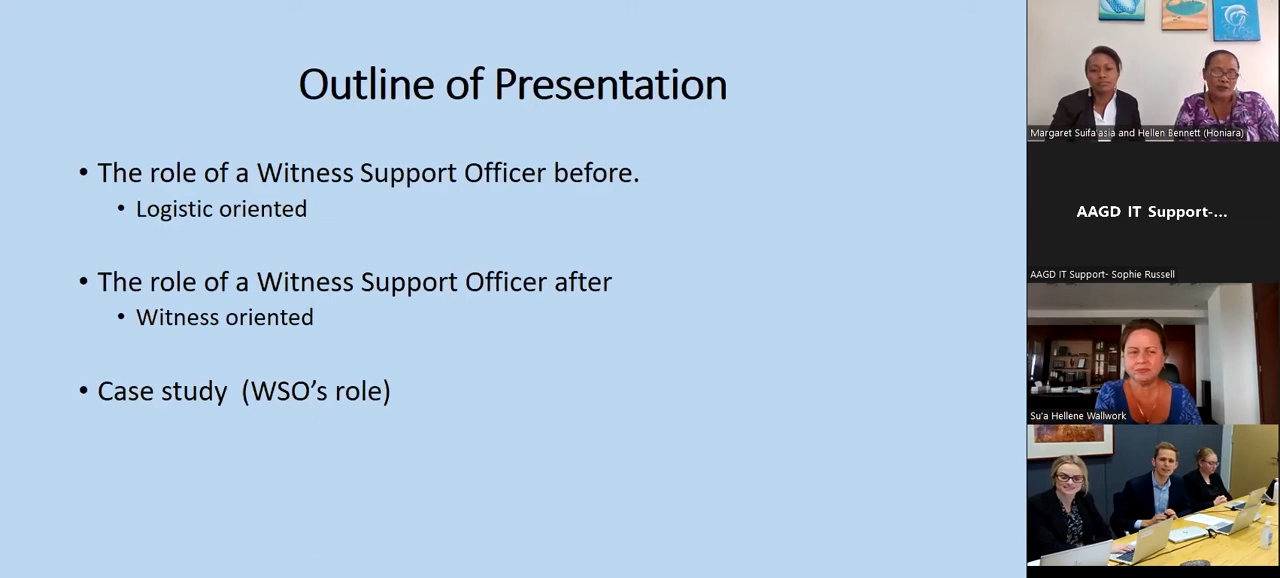 Outline of Presentation
• The role of a Witness Support Officer before.
• Logistic oriented
• The role of a Witness Support Officer after
• Witness oriented
• Case study  (WSO’s role)
Margaret Suifa'asia and Hellen Bennett (Honiara)
AAGD IT Support-...
AAGD IT Support- Sophie Russell
Su'a Hellene Wallwork